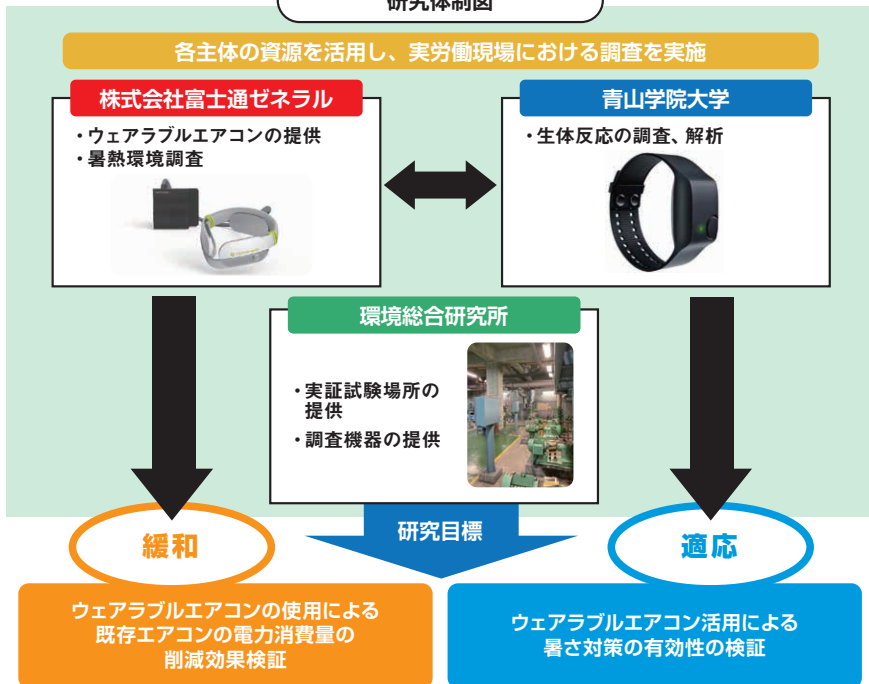 研究体制図
各主体の資源を活用し、実労働現場における調査を実施
株式会社富士通ゼネラル
・ウェアラブルエアコンの提供
・暑熱環境調査
青山学院大学
・生体反応の調査、解析
環境総合研究所
・実証試験場所の
提供
・調査機器の提供
研究目標
緩和
適応
ウェアラブルエアコンの使用による
既存エアコンの電力消費量の
削減効果検証
ウェアラブルエアコン活用による
暑さ対策の有効性の検証